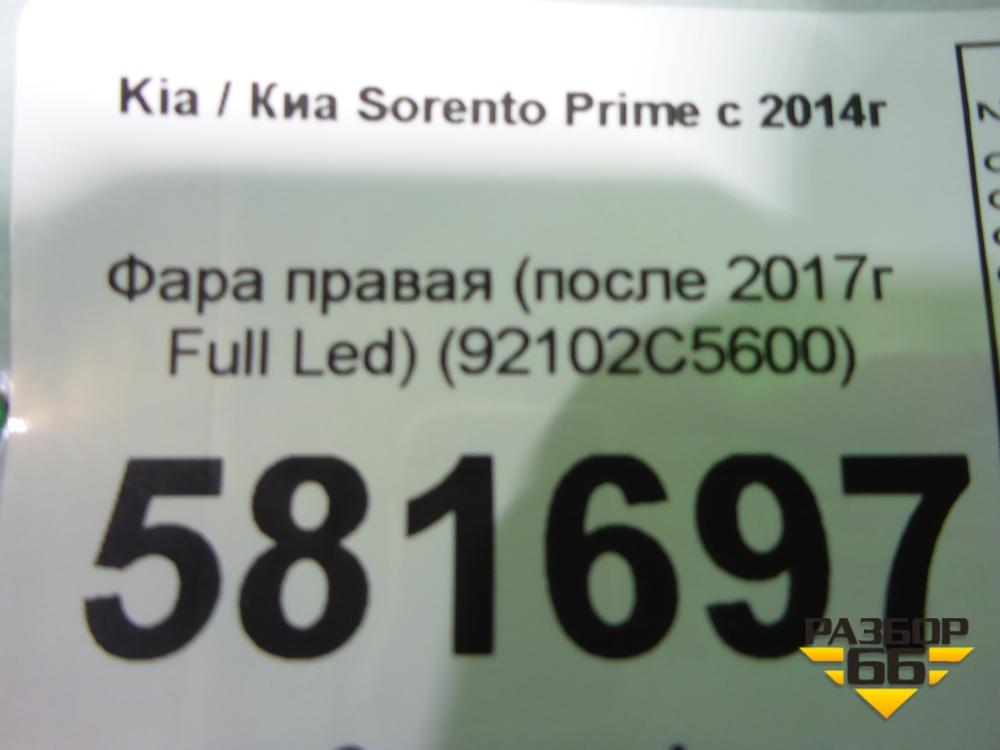 Kia / Киа Sorento Prime с 2014г
Фара правая (после 2017г
Full Led) (92102C5600)
581697
РАЗБОР
66